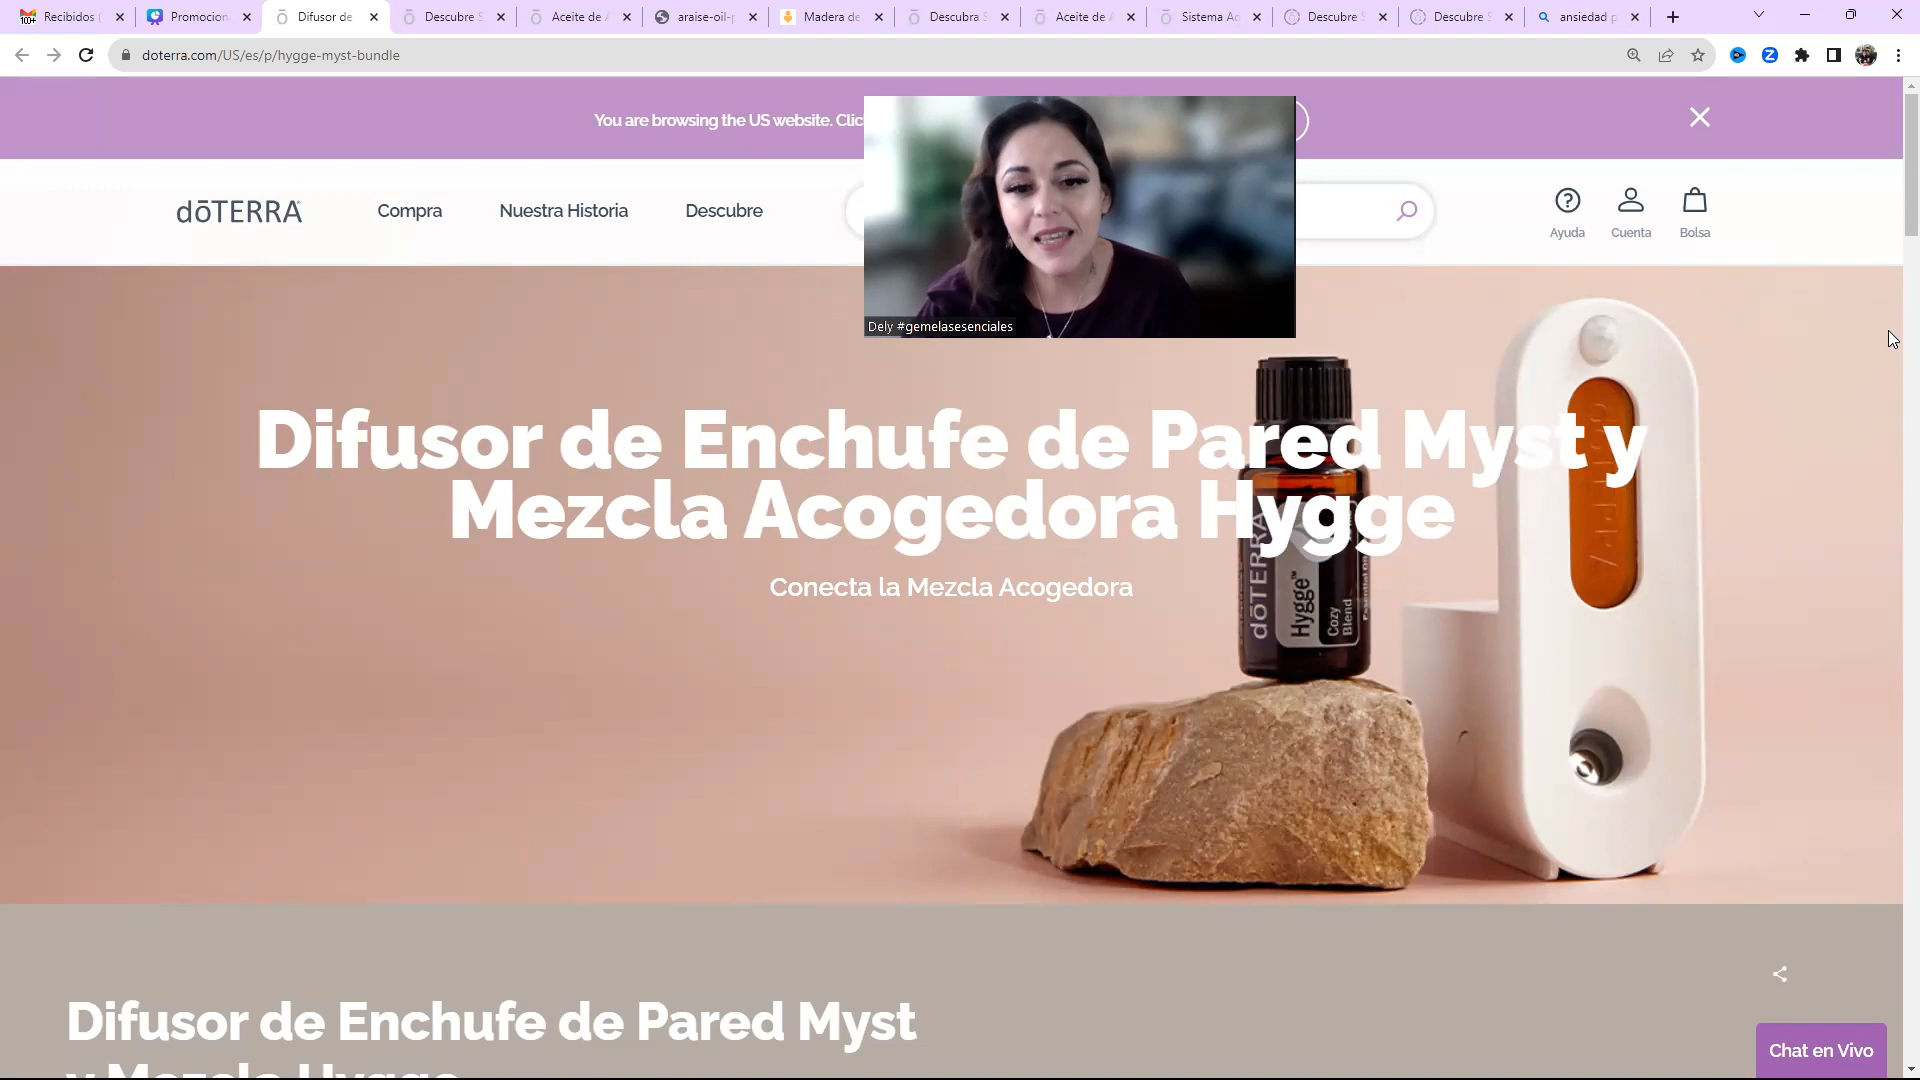 Recibidos (
Promocion
Difusor de
Descubre S
Aceite de A
araise-oil-p
Madera de
Descubra S
Aceite de A
Sistema Ad
Descubre S
Descubre S
ansiedad p
doterra.com/US/es/p/hygge-myst-bundle
You are browsing the US website. Clic
dōTERRA
Compra
Nuestra Historia
Descubre
Ayuda
Cuenta
Bolsa
Dely #gemelasesenciales
Difusor de Enchufe de Pared Myst y
Mezcla Acogedora Hygge
Conecta la Mezcla Acogedora
dōTERRA
Hygge™
Cozy
Blend
Difusor de Enchufe de Pared Myst
y Mezcla Hygge
Chat en Vivo